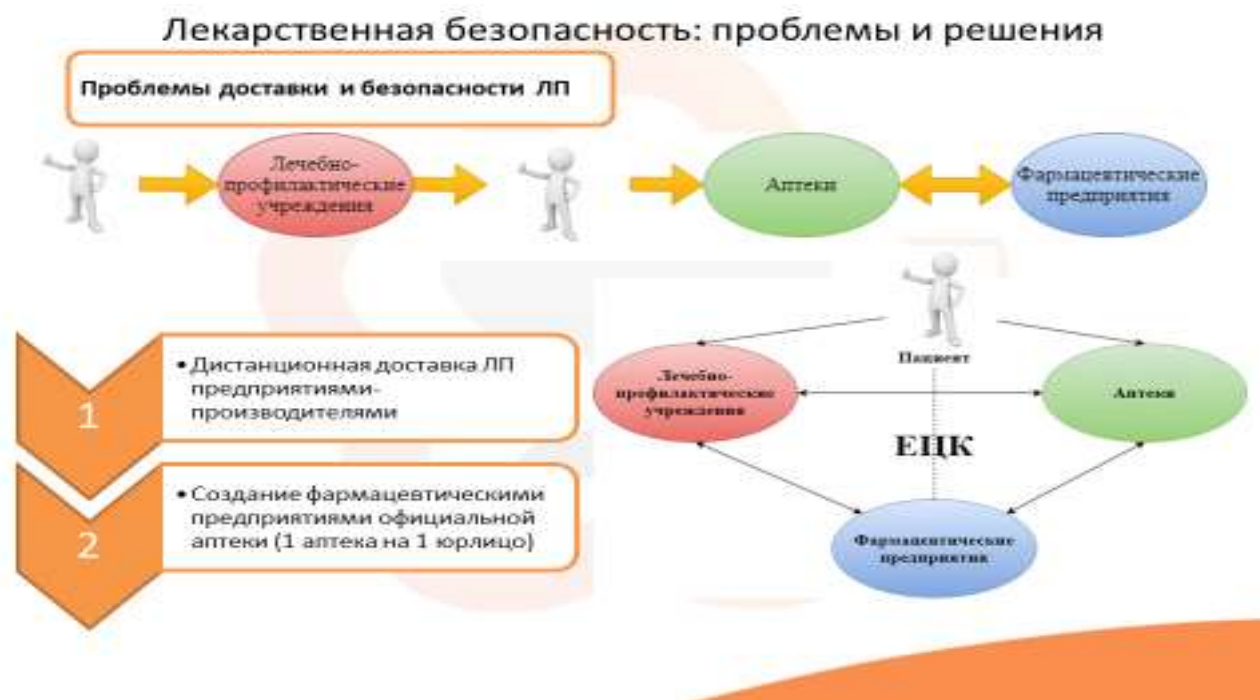 Лекарственная безопасность: проблемы и решения
Проблемы доставки и безопасности ЛП
Лечебно-
профилактические
учреждения
Аптеки
Фармацевтические
предприятия
1
• Дистанционная доставка ЛП
предприятиями-
производителями
2
• Создание фармацевтическими
предприятиями официальной
аптеки (1 аптека на 1 юрлицо)
Пациент
Лечебно-
профилактические
учреждения
Аптеки
ЕЦК
Фармацевтические
предприятия